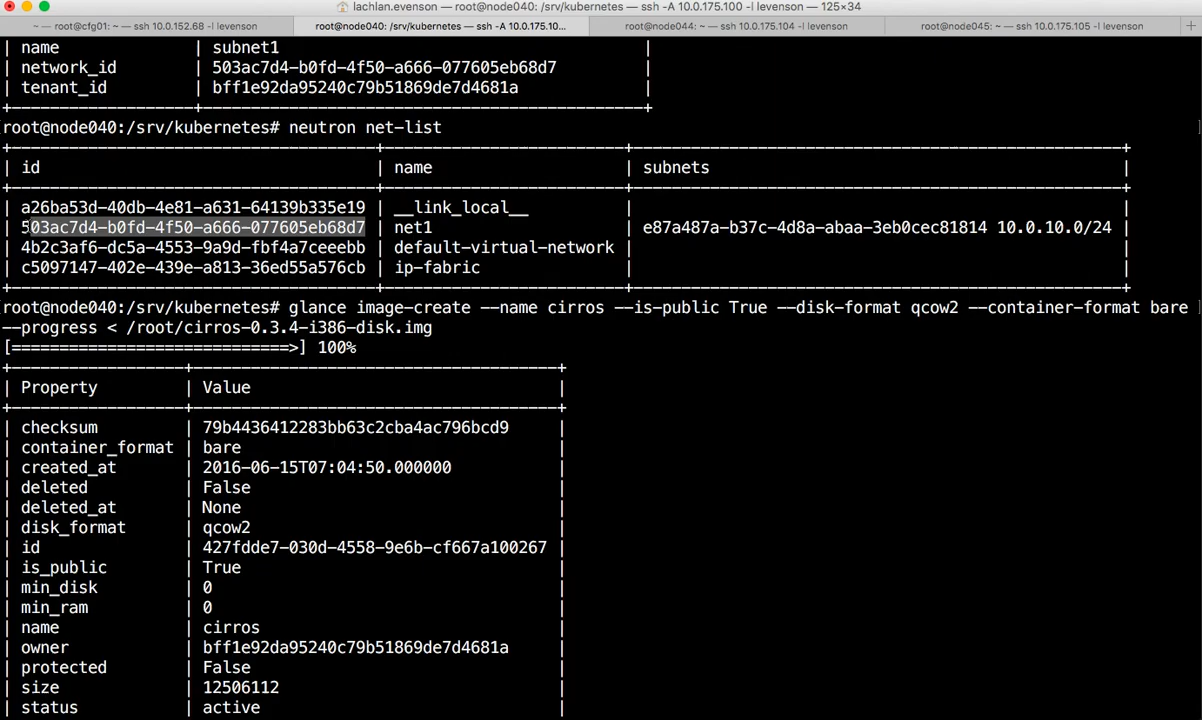 lachlan.evenson — root@node040: /srv/kubernetes — ssh -A 10.0.175.100 -l levenson — 125×34
~ — root@cfg01: ~ — ssh 10.0.152.68 -l levenson
root@node040: /srv/kubernetes — ssh -A 10.0.175.10...
~ — root@node044: ~ — ssh 10.0.175.104 -l levenson
~ — root@node045: ~ — ssh 10.0.175.105 -l levenson
| name | subnet1 |
| network_id | 503ac7d4-b0fd-4f50-a666-077605eb68d7 |
| tenant_id | bff1e92da95240c79b51869de7d4681a |
root@node040:/srv/kubernetes# neutron net-list
| id | name | subnets |
| a26ba53d-40db-4e81-a631-64139b335e19 | __link_local__ | |
| 503ac7d4-b0fd-4f50-a666-077605eb68d7 | net1 | e87a487a-b37c-4d8a-abaa-3eb0cec81814 10.0.10.0/24 |
| 4b2c3af6-dc5a-4553-9a9d-fbf4a7ceeebb | default-virtual-network | |
| c5097147-402e-439e-a813-36ed55a576cb | ip-fabric | |
root@node040:/srv/kubernetes# glance image-create --name cirros --is-public True --disk-format qcow2 --container-format bare
--progress < /root/cirros-0.3.4-i386-disk.img
[=============================>] 100%
| Property | Value |
| checksum | 79b4436412283bb63c2cba4ac796bcd9 |
| container_format | bare |
| created_at | 2016-06-15T07:04:50.000000 |
| deleted | False |
| deleted_at | None |
| disk_format | qcow2 |
| id | 427fdde7-030d-4558-9e6b-cf667a100267 |
| is_public | True |
| min_disk | 0 |
| min_ram | 0 |
| name | cirros |
| owner | bff1e92da95240c79b51869de7d4681a |
| protected | False |
| size | 12506112 |
| status | active |